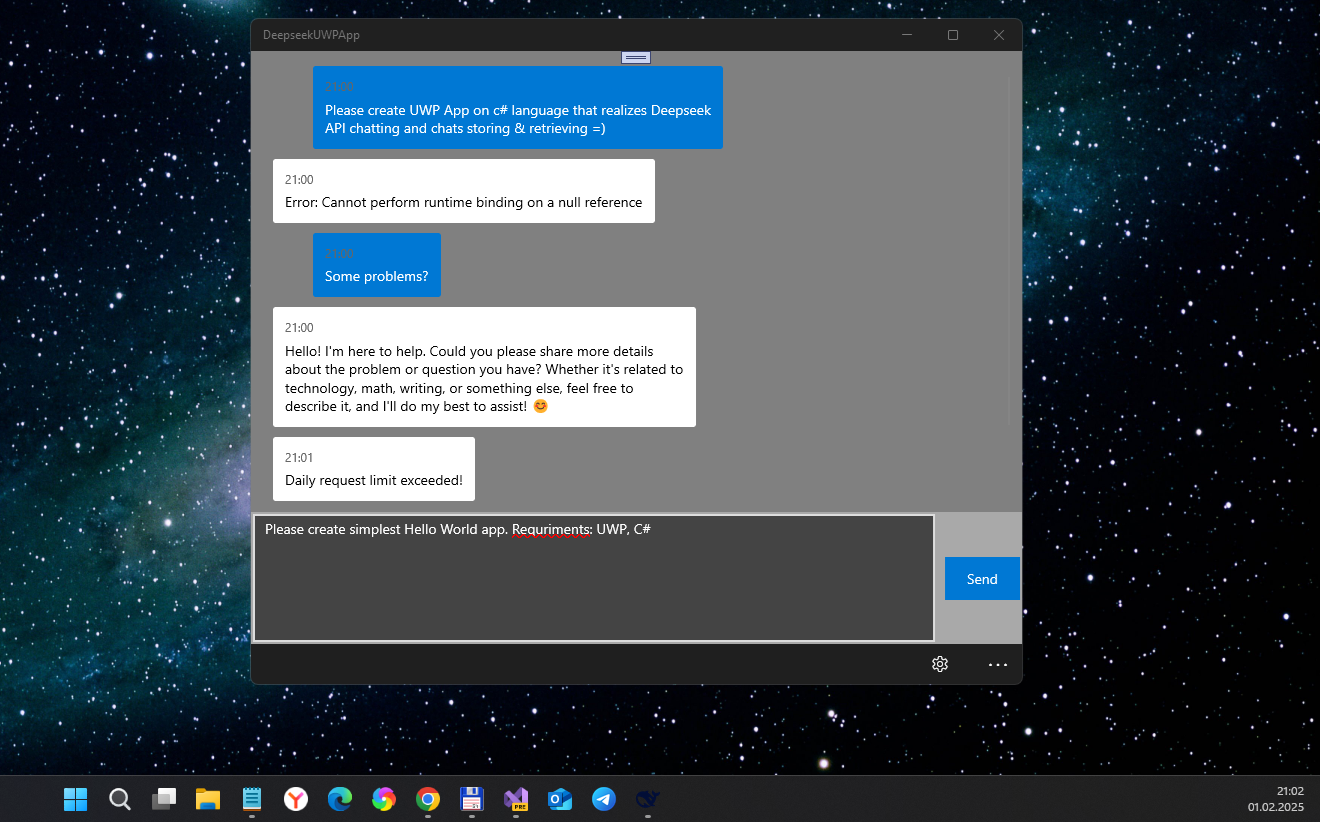 DeepseekUWPApp
21:00
Please create UWP App on c# language that realizes Deepseek
API chatting and chats storing & retrieving =)
21:00
Error: Cannot perform runtime binding on a null reference
21:00
Some problems?
21:00
Hello! I'm here to help. Could you please share more details
about the problem or question you have? Whether it's related to
technology, math, writing, or something else, feel free to
describe it, and I'll do my best to assist! 😊
21:01
Daily request limit exceeded!
Please create simplest Hello World app. Requriments: UWP, C#
Send
PRE
21:02
01.02.2025